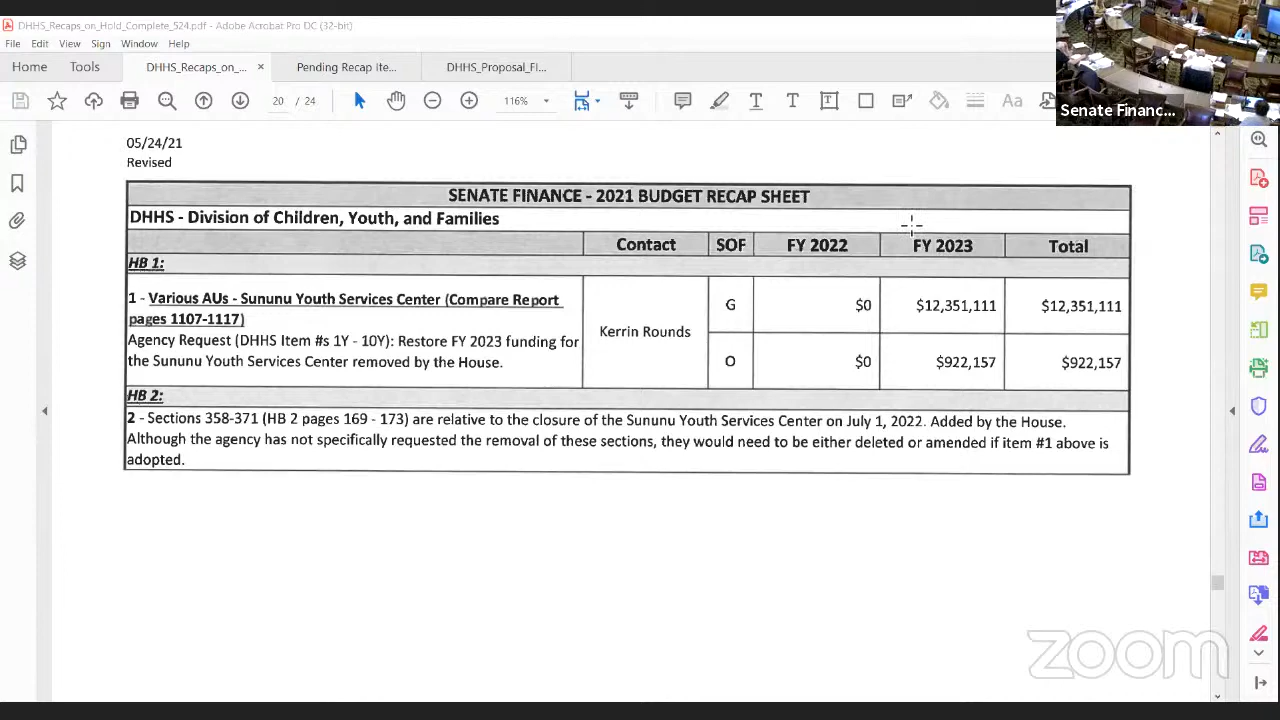 DHHS_Recaps_on_Hold_Complete_524.pdf - Adobe Acrobat Pro DC (32-bit)
File Edit View Sign Window Help
Home Tools DHHS_Recaps_on_... × Pending Recap Ite... DHHS_Proposal_Fl...
20 / 24 116%
Senate Financ...
05/24/21
Revised
SENATE FINANCE - 2021 BUDGET RECAP SHEET
DHHS - Division of Children, Youth, and Families
Contact SOF FY 2022 FY 2023 Total
HB 1:
1 - Various AUs - Sununu Youth Services Center (Compare Report
pages 1107-1117)
Agency Request (DHHS Item #s 1Y - 10Y): Restore FY 2023 funding for
the Sununu Youth Services Center removed by the House.
Kerrin Rounds
G $0 $12,351,111 $12,351,111
O $0 $922,157 $922,157
HB 2:
2 - Sections 358-371 (HB 2 pages 169 - 173) are relative to the closure of the Sununu Youth Services Center on July 1, 2022. Added by the House.
Although the agency has not specifically requested the removal of these sections, they would need to be either deleted or amended if item #1 above is
adopted.
zoom